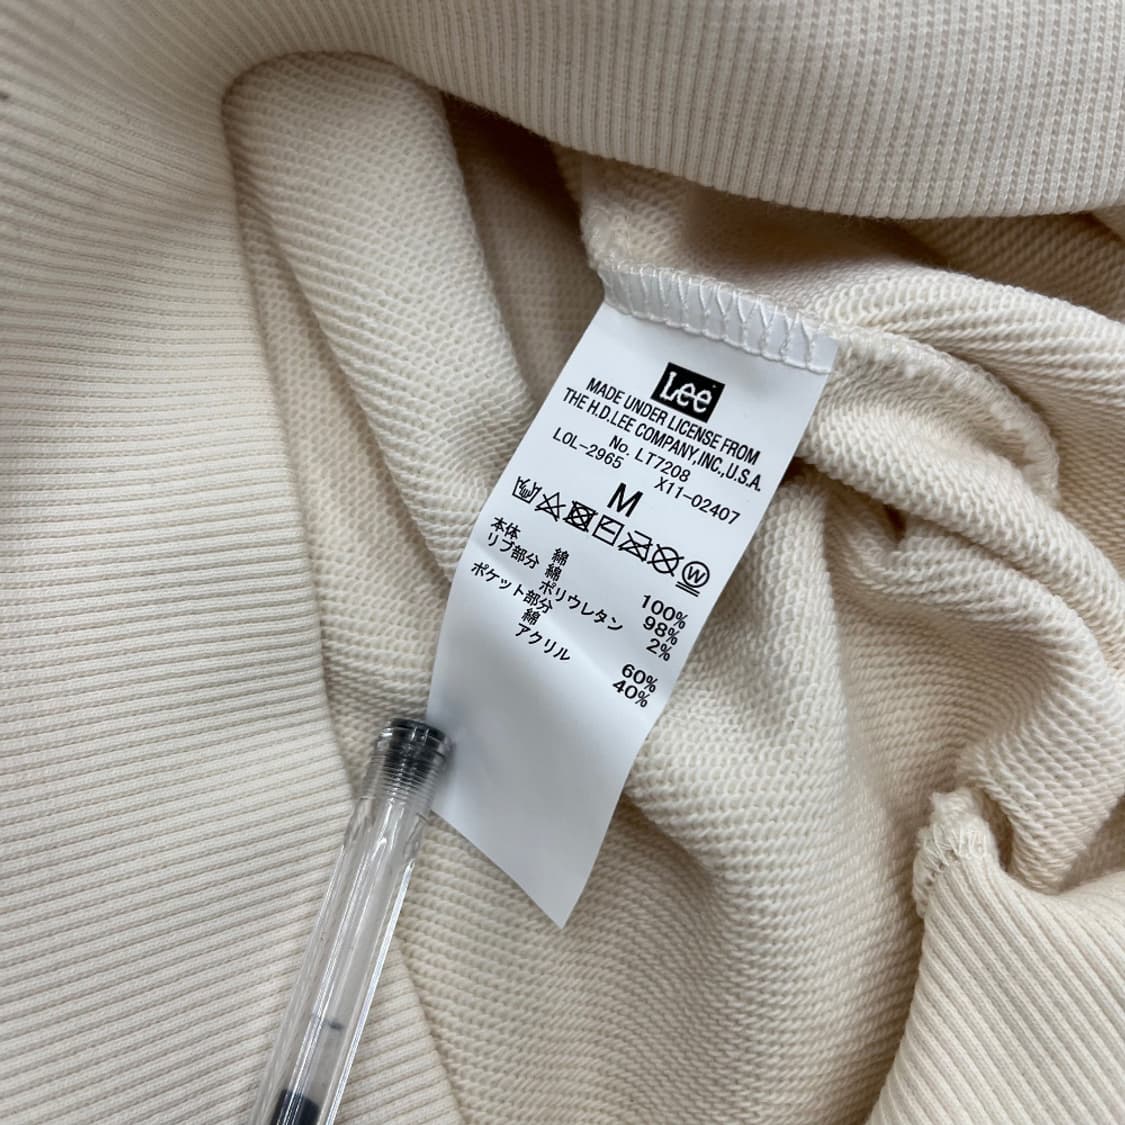 Lee
MADE UNDER LICENSE FROM
THE H.D.LEE COMPANY,INC.,U.S.A.
No. LT7208
LOL-2965 X11-02407
M
W
本体 綿 100%
リブ部分 綿 98%
ポリウレタン 2%
ポケット部分
綿 60%
アクリル 40%